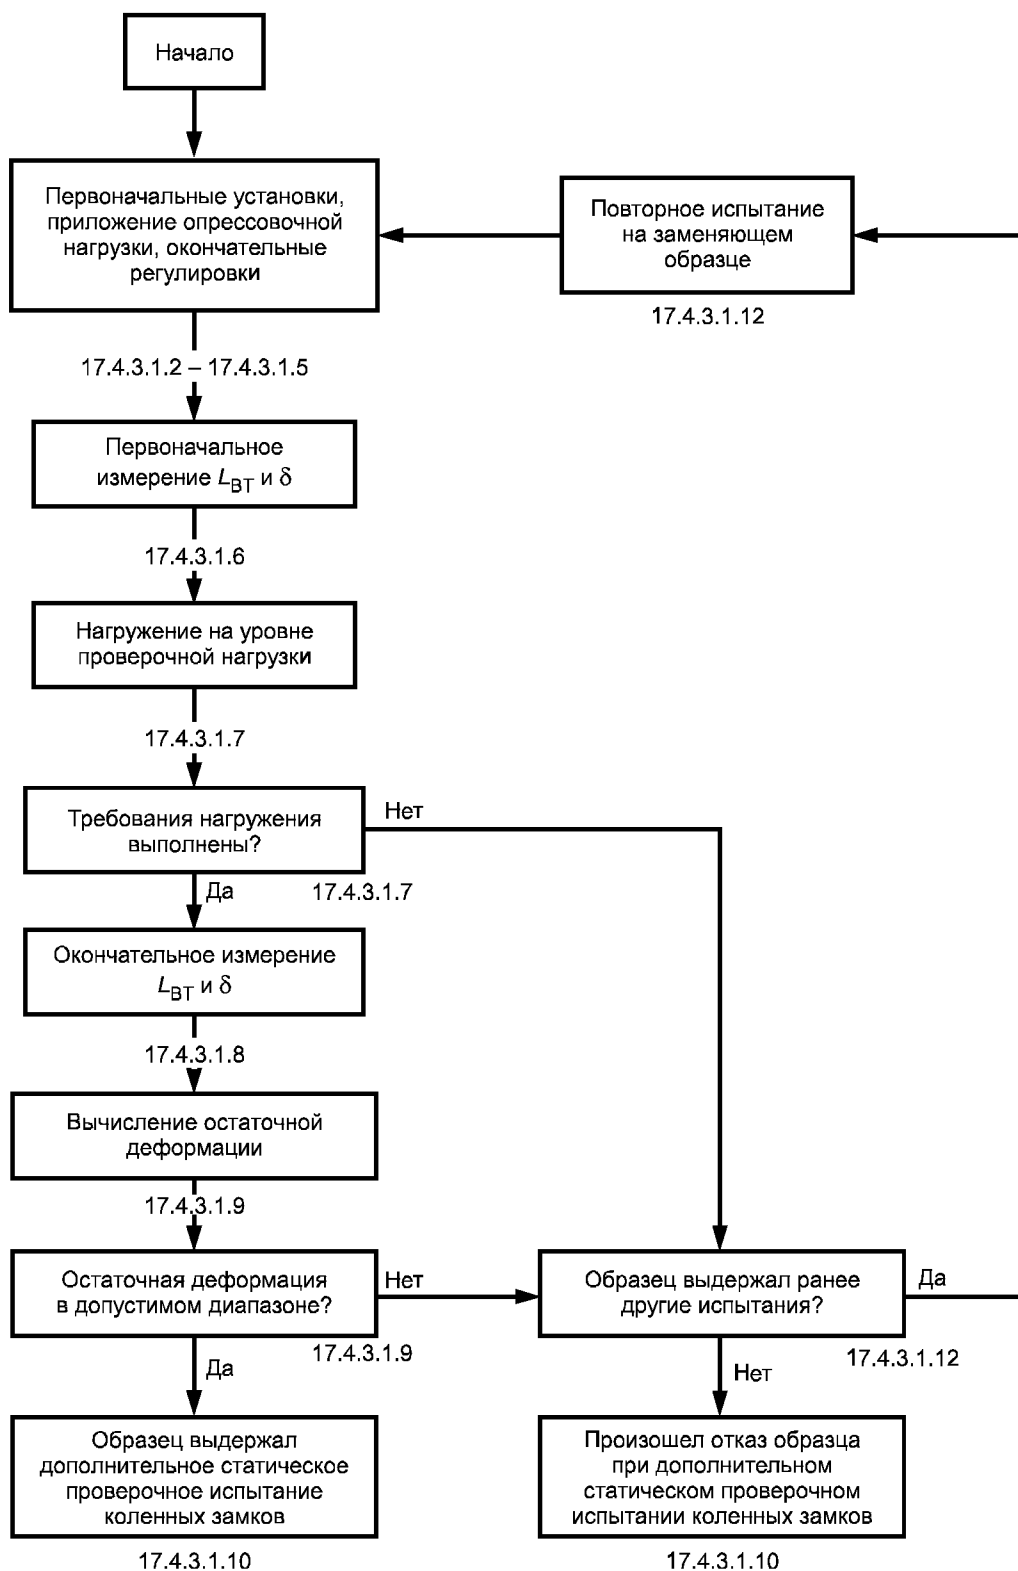 Начало
Первоначальные установки,
приложение опрессовочной
нагрузки, окончательные
регулировки
Повторное испытание
на заменяющем
образце
17.4.3.1.12
17.4.3.1.2 – 17.4.3.1.5
Первоначальное
измерение LВТ и δ
17.4.3.1.6
Нагружение на уровне
проверочной нагрузки
17.4.3.1.7
Требования нагружения
выполнены?
Нет
Да
17.4.3.1.7
Окончательное измерение
LВТ и δ
17.4.3.1.8
Вычисление остаточной
деформации
17.4.3.1.9
Остаточная деформация
в допустимом диапазоне?
Нет
Образец выдержал ранее
другие испытания?
Да
17.4.3.1.9
17.4.3.1.12
Да
Нет
Образец выдержал
дополнительное статическое
проверочное испытание
коленных замков
17.4.3.1.10
Произошел отказ образца
при дополнительном
статическом проверочном
испытании коленных замков
17.4.3.1.10